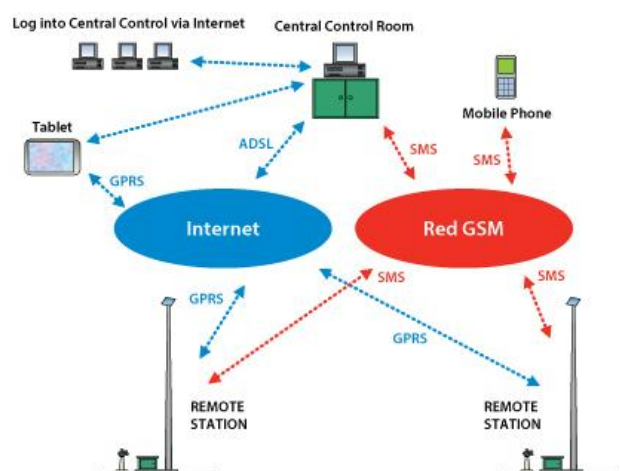 Log into Central Control via Internet
Central Control Room
Tablet
Mobile Phone
ADSL
SMS
SMS
GPRS
Internet
Red GSM
SMS
SMS
GPRS
GPRS
REMOTE
STATION
REMOTE
STATION